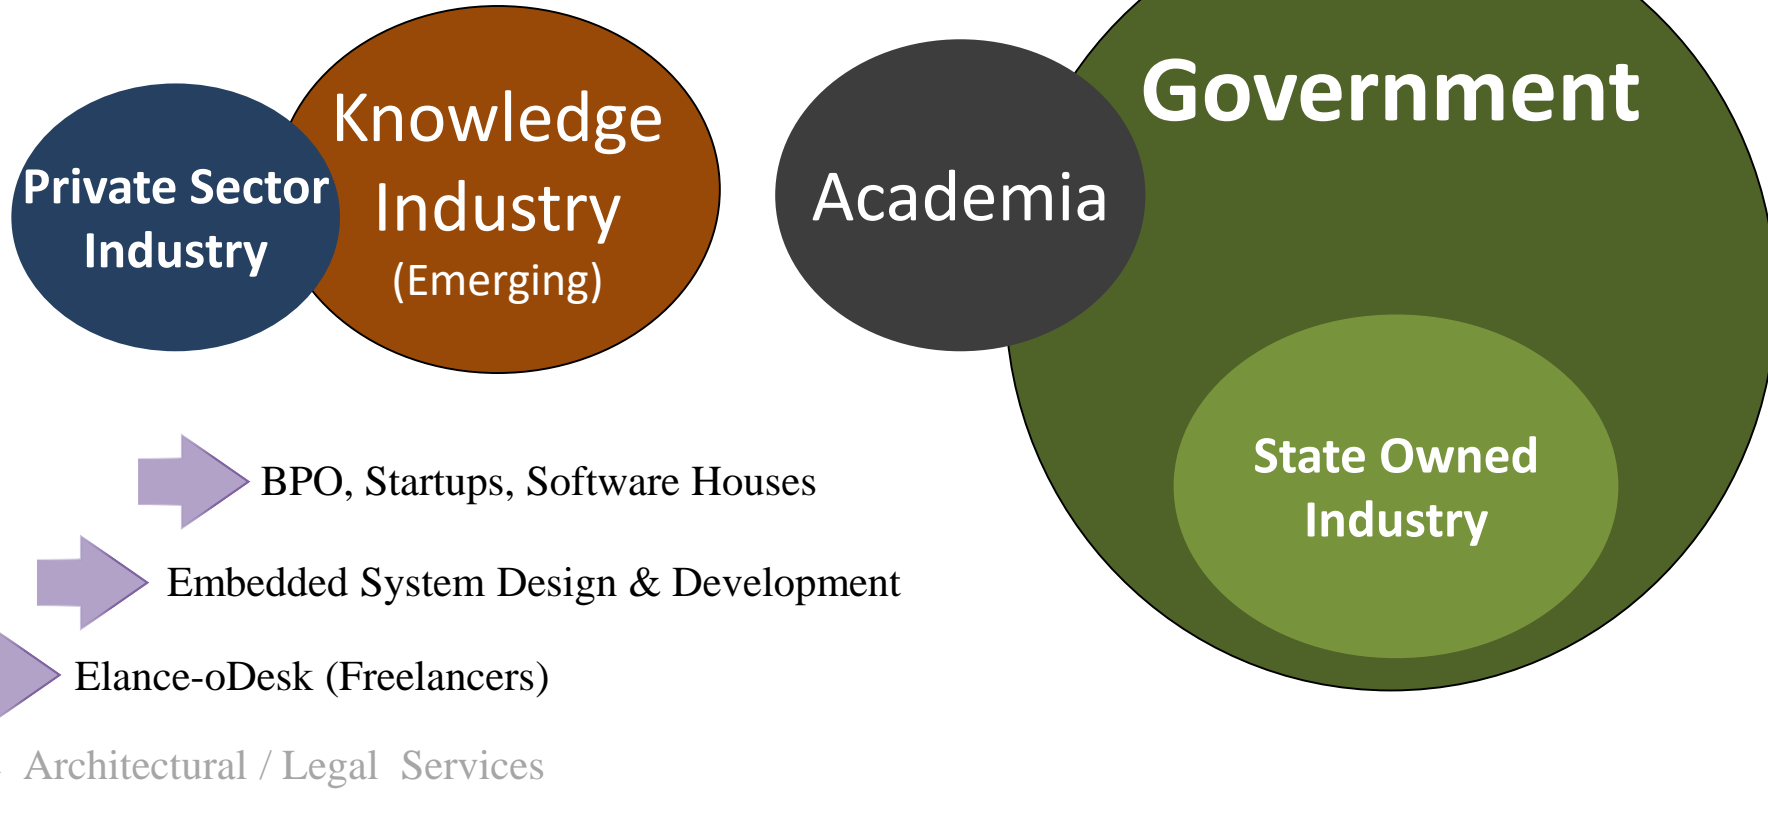 Private Sector
Industry
Knowledge
Industry
(Emerging)
Academia
Government
State Owned
Industry
BPO, Startups, Software Houses
Embedded System Design & Development
Elance-oDesk (Freelancers)
Architectural / Legal  Services